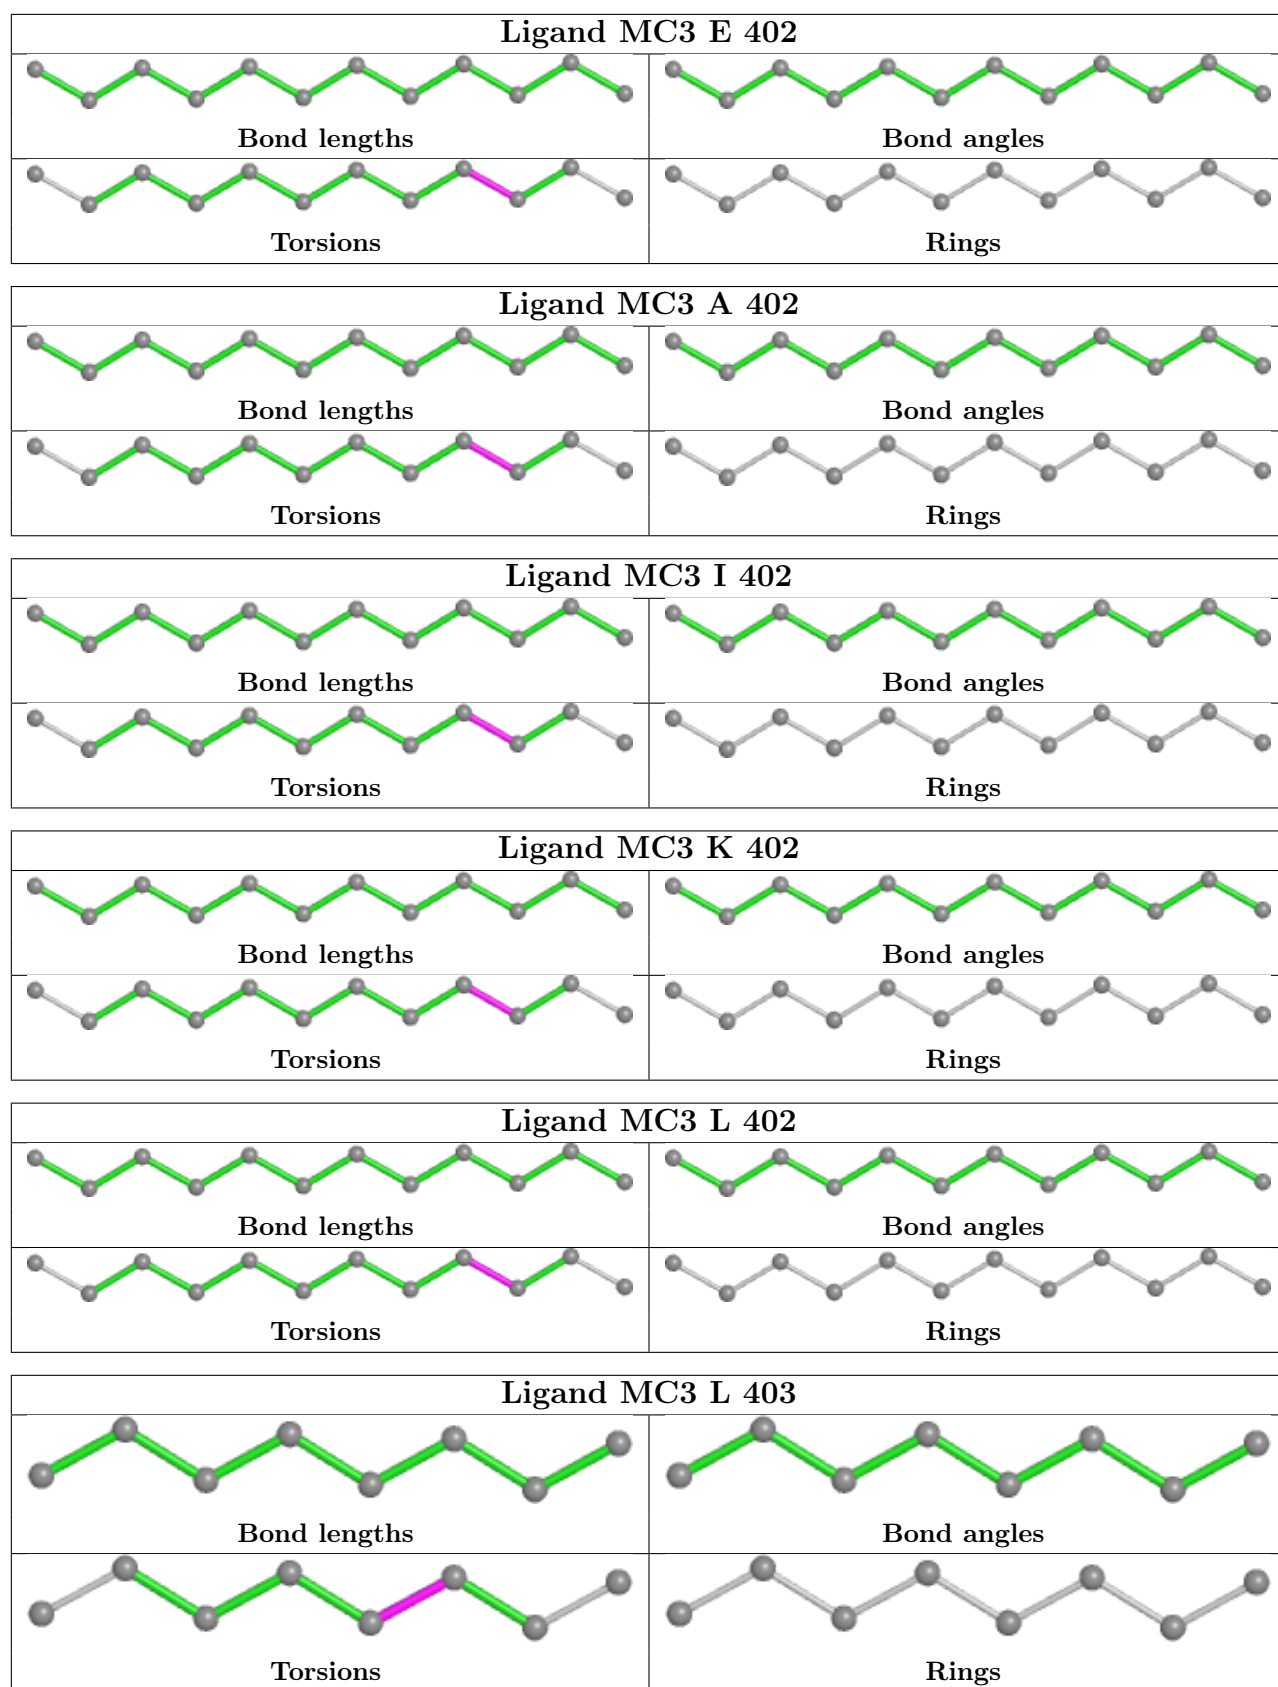 Ligand MC3 E 402
Bond lengths
Bond angles
Torsions
Rings
Ligand MC3 A 402
Bond lengths
Bond angles
Torsions
Rings
Ligand MC3 I 402
Bond lengths
Bond angles
Torsions
Rings
Ligand MC3 K 402
Bond lengths
Bond angles
Torsions
Rings
Ligand MC3 L 402
Bond lengths
Bond angles
Torsions
Rings
Ligand MC3 L 403
Bond lengths
Bond angles
Torsions
Rings